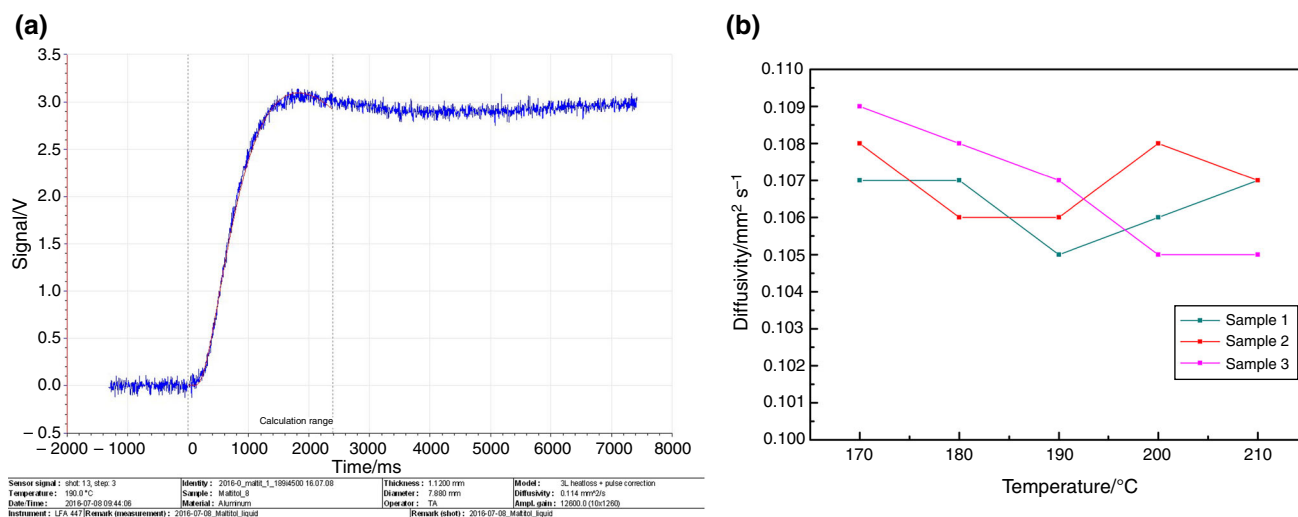 (a)
3.5
3.0
2.5
2.0
1.5
1.0
0.5
0.0
– 0.5
Signal/V
Calculation range
– 2000 – 1000 0 1000 2000 3000 4000 5000 6000 7000 8000
Time/ms
Sensor signal : shot: 13, step: 3 Identity : 2016-0_maltit_1_189i4500 16.07.08 Thickness : 1.1200 mm Model : 3L heatloss + pulse correction
Temperature : 190.0 °C Sample : Maltitol_8 Diameter : 7.880 mm Diffusivity : 0.114 mm^2/s
Date/Time : 2016-07-08 09:44:06 Material : Aluminum Operator : TA Ampl. gain : 12600.0 (10x1260)
Instrument : LFA 447 Remark (measurement) : 2016-07-08_Maltitol_liquid Remark (shot) : 2016-07-08_Maltitol_liquid
(b)
0.110
0.109
0.108
0.107
0.106
0.105
0.104
0.103
0.102
0.101
0.100
Diffusivity/mm² s⁻¹
Sample 1
Sample 2
Sample 3
170 180 190 200 210
Temperature/°C